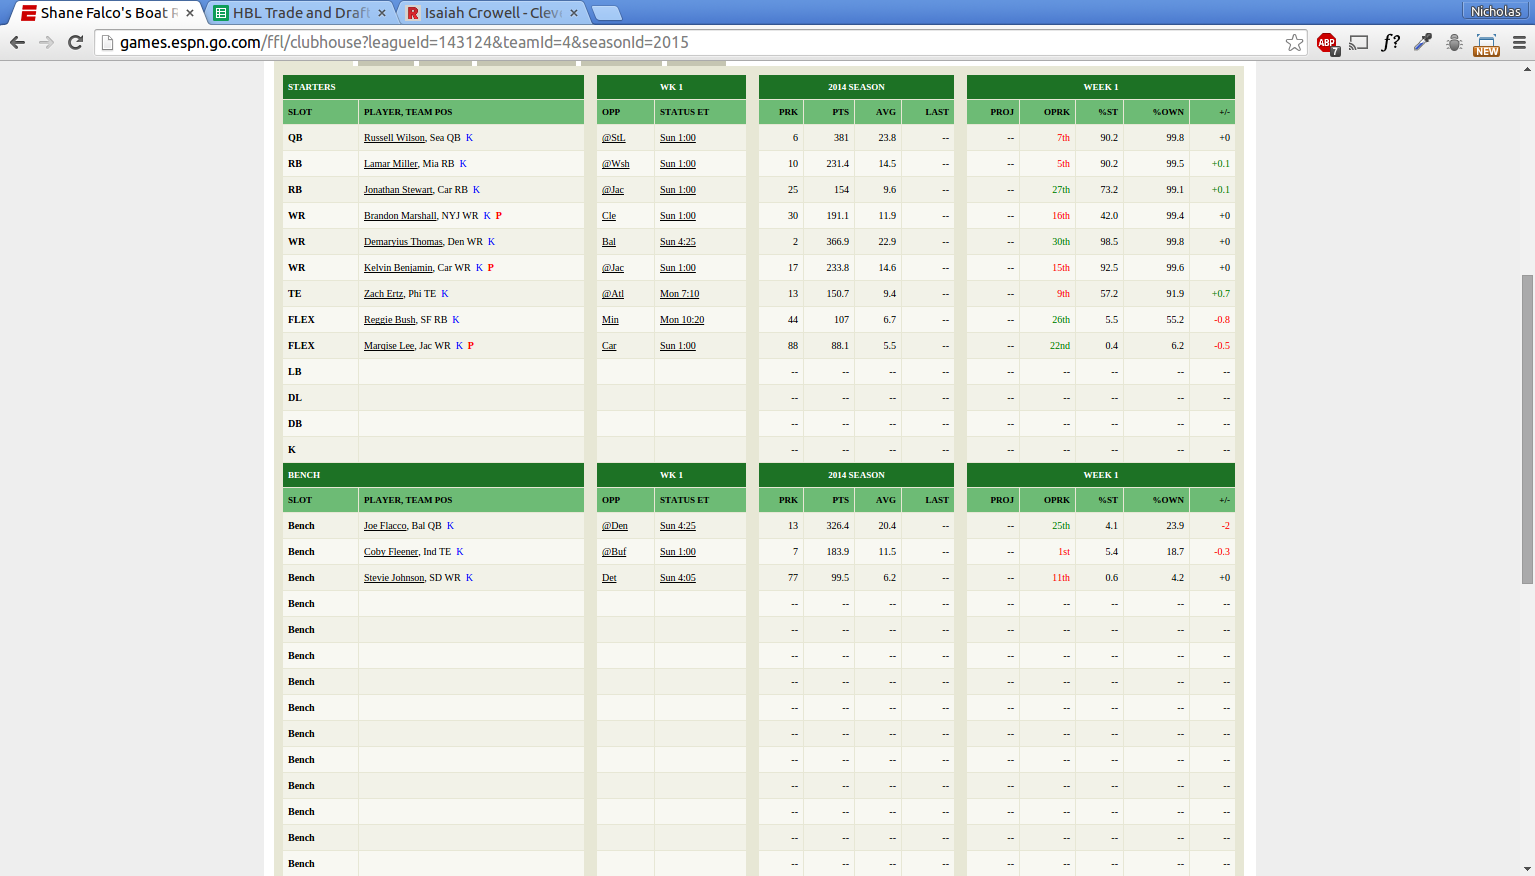 Shane Falco's Boat R
HBL Trade and Draft
Isaiah Crowell - Cleve
Nicholas
games.espn.go.com/ffl/clubhouse?leagueId=143124&teamId=4&seasonId=2015
ABP 7 f? NEW
STARTERS WK 1 2014 SEASON WEEK 1
SLOT PLAYER, TEAM POS OPP STATUS ET PRK PTS AVG LAST PROJ OPRK %ST %OWN +/-
QB Russell Wilson, Sea QB K @StL Sun 1:00 6 381 23.8 -- -- 7th 90.2 99.8 +0
RB Lamar Miller, Mia RB K @Wsh Sun 1:00 10 231.4 14.5 -- -- 5th 90.2 99.5 +0.1
RB Jonathan Stewart, Car RB K @Jac Sun 1:00 25 154 9.6 -- -- 27th 73.2 99.1 +0.1
WR Brandon Marshall, NYJ WR K P Cle Sun 1:00 30 191.1 11.9 -- -- 16th 42.0 99.4 +0
WR Demaryius Thomas, Den WR K Bal Sun 4:25 2 366.9 22.9 -- -- 30th 98.5 99.8 +0
WR Kelvin Benjamin, Car WR K P @Jac Sun 1:00 17 233.8 14.6 -- -- 15th 92.5 99.6 +0
TE Zach Ertz, Phi TE K @Atl Mon 7:10 13 150.7 9.4 -- -- 9th 57.2 91.9 +0.7
FLEX Reggie Bush, SF RB K Min Mon 10:20 44 107 6.7 -- -- 26th 5.5 55.2 -0.8
FLEX Marqise Lee, Jac WR K P Car Sun 1:00 88 88.1 5.5 -- -- 22nd 0.4 6.2 -0.5
LB -- -- -- -- -- -- -- -- --
DL -- -- -- -- -- -- -- -- --
DB -- -- -- -- -- -- -- -- --
K -- -- -- -- -- -- -- -- --
BENCH WK 1 2014 SEASON WEEK 1
SLOT PLAYER, TEAM POS OPP STATUS ET PRK PTS AVG LAST PROJ OPRK %ST %OWN +/-
Bench Joe Flacco, Bal QB K @Den Sun 4:25 13 326.4 20.4 -- -- 25th 4.1 23.9 -2
Bench Coby Fleener, Ind TE K @Buf Sun 1:00 7 183.9 11.5 -- -- 1st 5.4 18.7 -0.3
Bench Stevie Johnson, SD WR K Det Sun 4:05 77 99.5 6.2 -- -- 11th 0.6 4.2 +0
Bench -- -- -- -- -- -- -- -- --
Bench -- -- -- -- -- -- -- -- --
Bench -- -- -- -- -- -- -- -- --
Bench -- -- -- -- -- -- -- -- --
Bench -- -- -- -- -- -- -- -- --
Bench -- -- -- -- -- -- -- -- --
Bench -- -- -- -- -- -- -- -- --
Bench -- -- -- -- -- -- -- -- --
Bench -- -- -- -- -- -- -- -- --
Bench -- -- -- -- -- -- -- -- --
Bench -- -- -- -- -- -- -- -- --